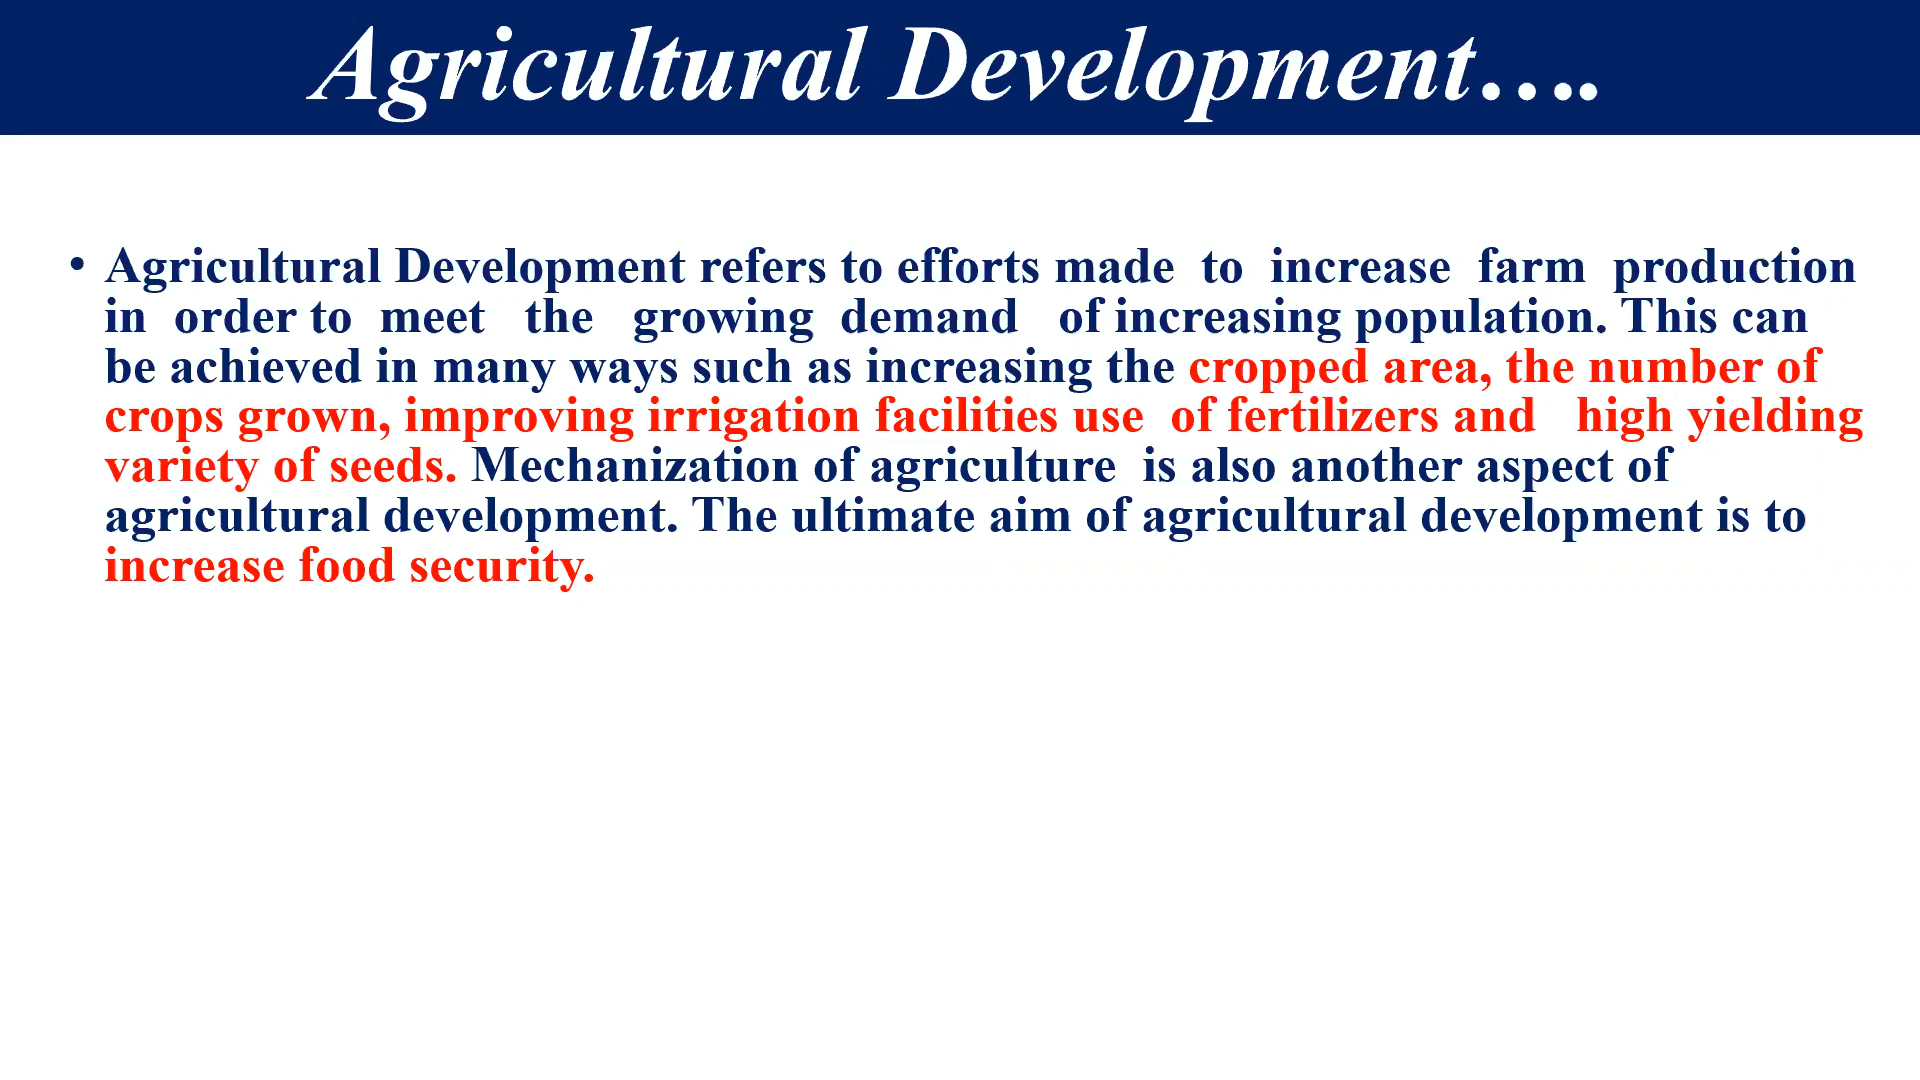 Agricultural Development….
• Agricultural Development refers to efforts made to increase farm production
in order to meet the growing demand of increasing population. This can
be achieved in many ways such as increasing the cropped area, the number of
crops grown, improving irrigation facilities use of fertilizers and high yielding
variety of seeds. Mechanization of agriculture is also another aspect of
agricultural development. The ultimate aim of agricultural development is to
increase food security.